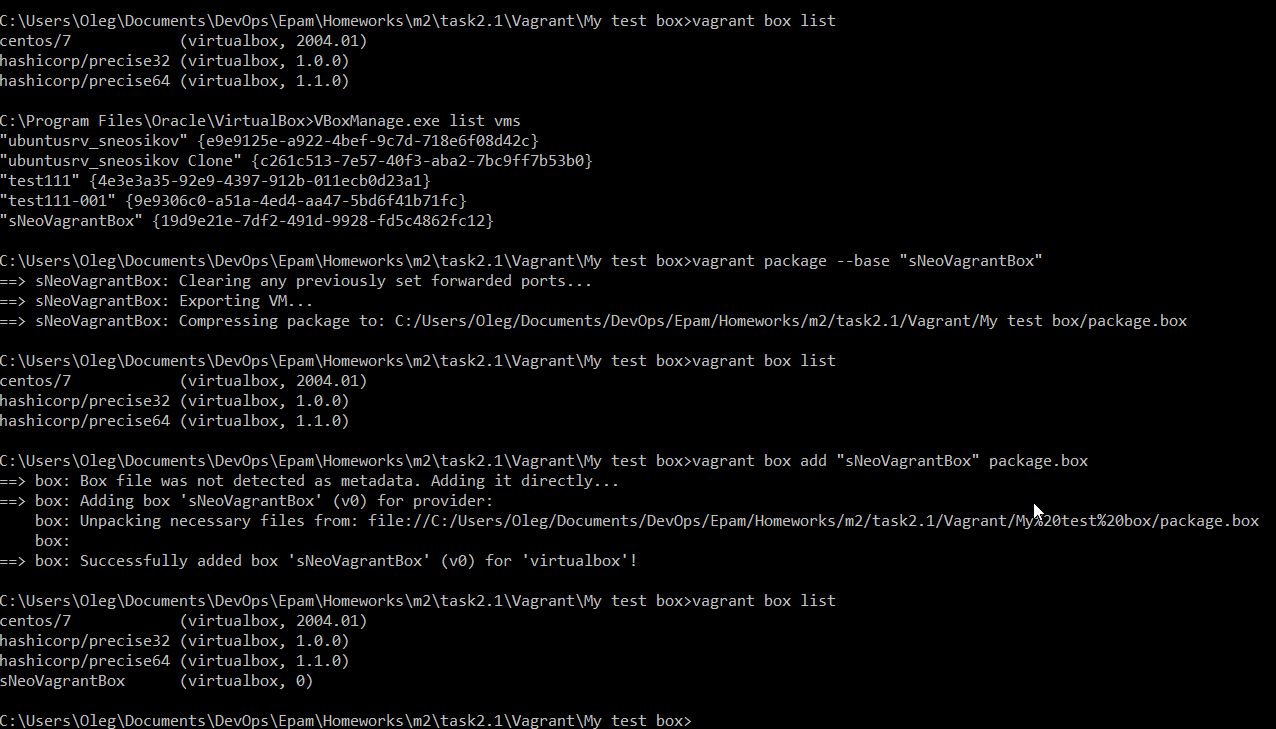 C:\Users\Oleg\Documents\DevOps\Epam\Homeworks\m2\task2.1\Vagrant\My test box>vagrant box list
centos/7            (virtualbox, 2004.01)
hashicorp/precise32 (virtualbox, 1.0.0)
hashicorp/precise64 (virtualbox, 1.1.0)
C:\Program Files\Oracle\VirtualBox>VBoxManage.exe list vms
"ubuntusrv_sneosikov" {e9e9125e-a922-4bef-9c7d-718e6f08d42c}
"ubuntusrv_sneosikov Clone" {c261c513-7e57-40f3-aba2-7bc9ff7b53b0}
"test111" {4e3e3a35-92e9-4397-912b-011ecb0d23a1}
"test111-001" {9e9306c0-a51a-4ed4-aa47-5bd6f41b71fc}
"sNeoVagrantBox" {19d9e21e-7df2-491d-9928-fd5c4862fc12}
C:\Users\Oleg\Documents\DevOps\Epam\Homeworks\m2\task2.1\Vagrant\My test box>vagrant package --base "sNeoVagrantBox"
==> sNeoVagrantBox: Clearing any previously set forwarded ports...
==> sNeoVagrantBox: Exporting VM...
==> sNeoVagrantBox: Compressing package to: C:/Users/Oleg/Documents/DevOps/Epam/Homeworks/m2/task2.1/Vagrant/My test box/package.box
C:\Users\Oleg\Documents\DevOps\Epam\Homeworks\m2\task2.1\Vagrant\My test box>vagrant box list
centos/7            (virtualbox, 2004.01)
hashicorp/precise32 (virtualbox, 1.0.0)
hashicorp/precise64 (virtualbox, 1.1.0)
C:\Users\Oleg\Documents\DevOps\Epam\Homeworks\m2\task2.1\Vagrant\My test box>vagrant box add "sNeoVagrantBox" package.box
==> box: Box file was not detected as metadata. Adding it directly...
==> box: Adding box 'sNeoVagrantBox' (v0) for provider:
    box: Unpacking necessary files from: file://C:/Users/Oleg/Documents/DevOps/Epam/Homeworks/m2/task2.1/Vagrant/My%20test%20box/package.box
    box:
==> box: Successfully added box 'sNeoVagrantBox' (v0) for 'virtualbox'!
C:\Users\Oleg\Documents\DevOps\Epam\Homeworks\m2\task2.1\Vagrant\My test box>vagrant box list
centos/7            (virtualbox, 2004.01)
hashicorp/precise32 (virtualbox, 1.0.0)
hashicorp/precise64 (virtualbox, 1.1.0)
sNeoVagrantBox      (virtualbox, 0)
C:\Users\Oleg\Documents\DevOps\Epam\Homeworks\m2\task2.1\Vagrant\My test box>